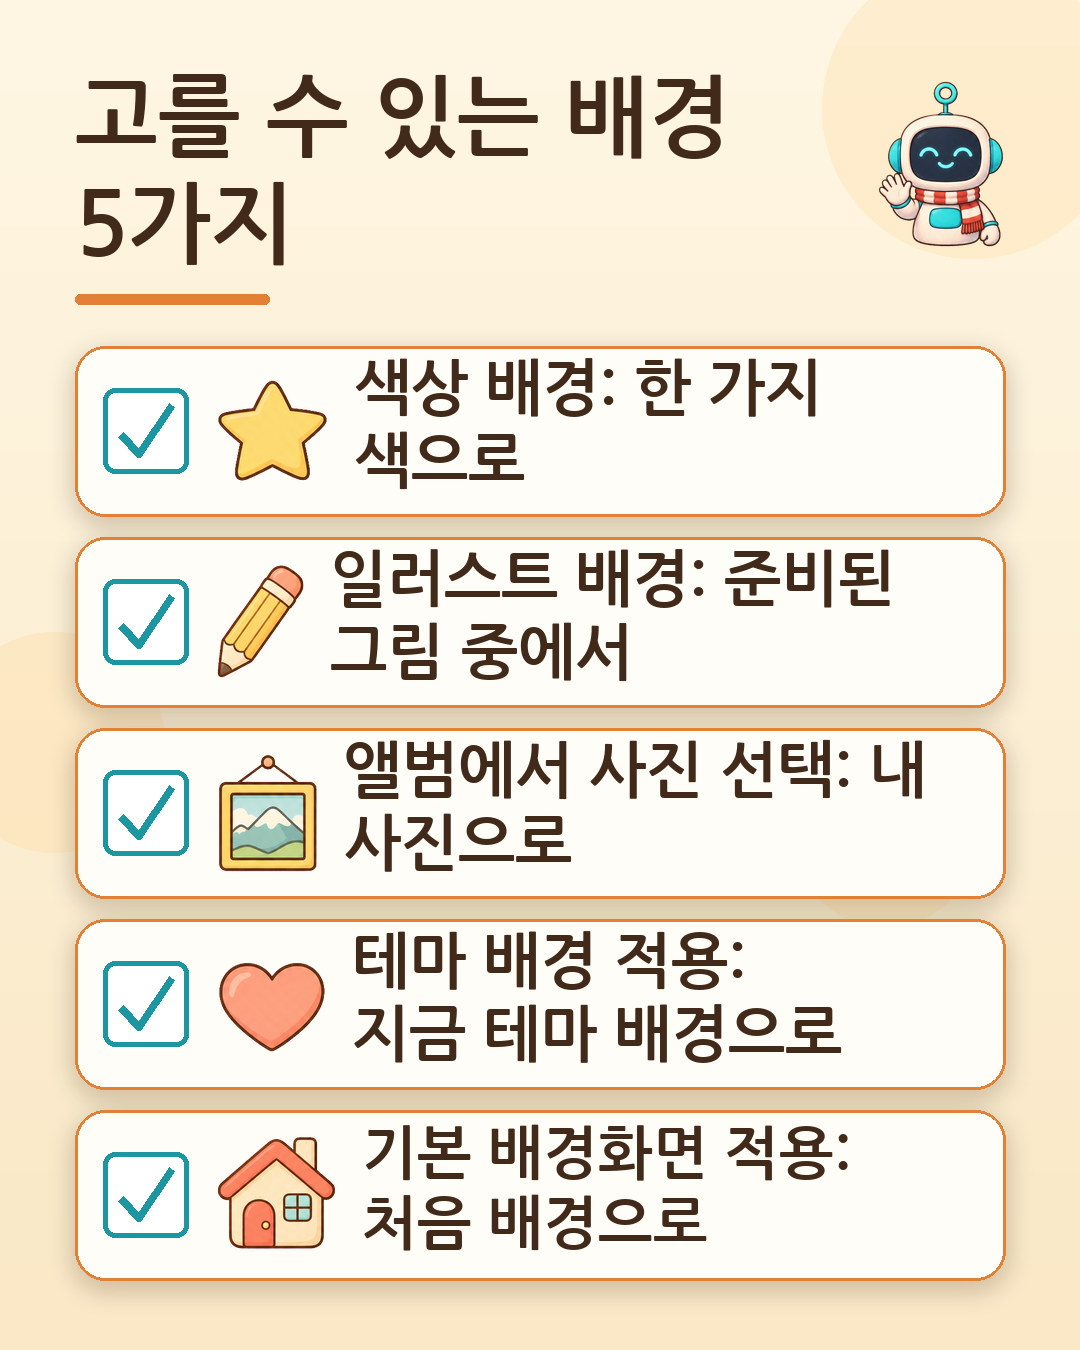 고를 수 있는 배경
5가지
색상 배경: 한 가지
색으로
일러스트 배경: 준비된
그림 중에서
앨범에서 사진 선택: 내
사진으로
테마 배경 적용:
지금 테마 배경으로
기본 배경화면 적용:
처음 배경으로